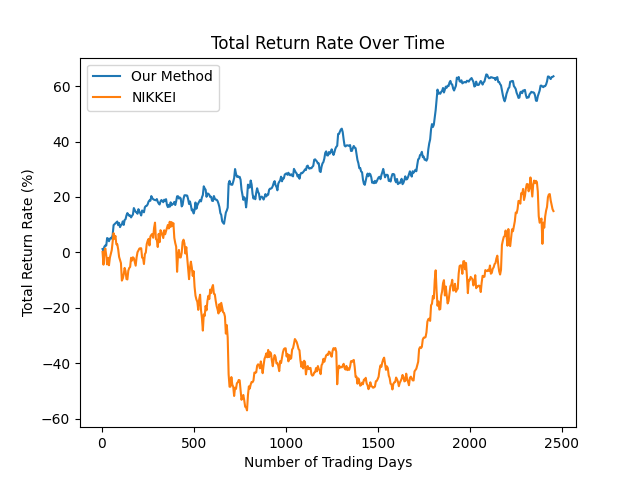 Total Return Rate Over Time
Our Method
NIKKEI
Total Return Rate (%)
60
40
20
0
−20
−40
−60
0 500 1000 1500 2000 2500
Number of Trading Days